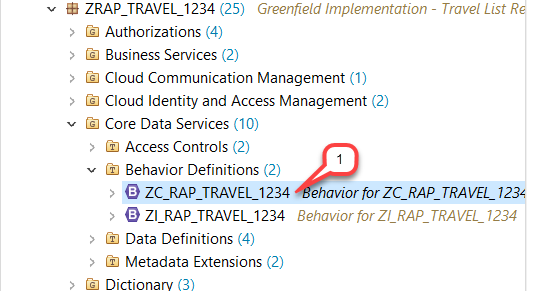 ZRAP_TRAVEL_1234 (25) Greenfield Implementation - Travel List Re
Authorizations (4)
Business Services (2)
Cloud Communication Management (1)
Cloud Identity and Access Management (2)
Core Data Services (10)
Access Controls (2)
1
Behavior Definitions (2)
ZC_RAP_TRAVEL_1234 Behavior for ZC_RAP_TRAVEL_1234
ZI_RAP_TRAVEL_1234 Behavior for ZI_RAP_TRAVEL_1234
Data Definitions (4)
Metadata Extensions (2)
Dictionary (3)